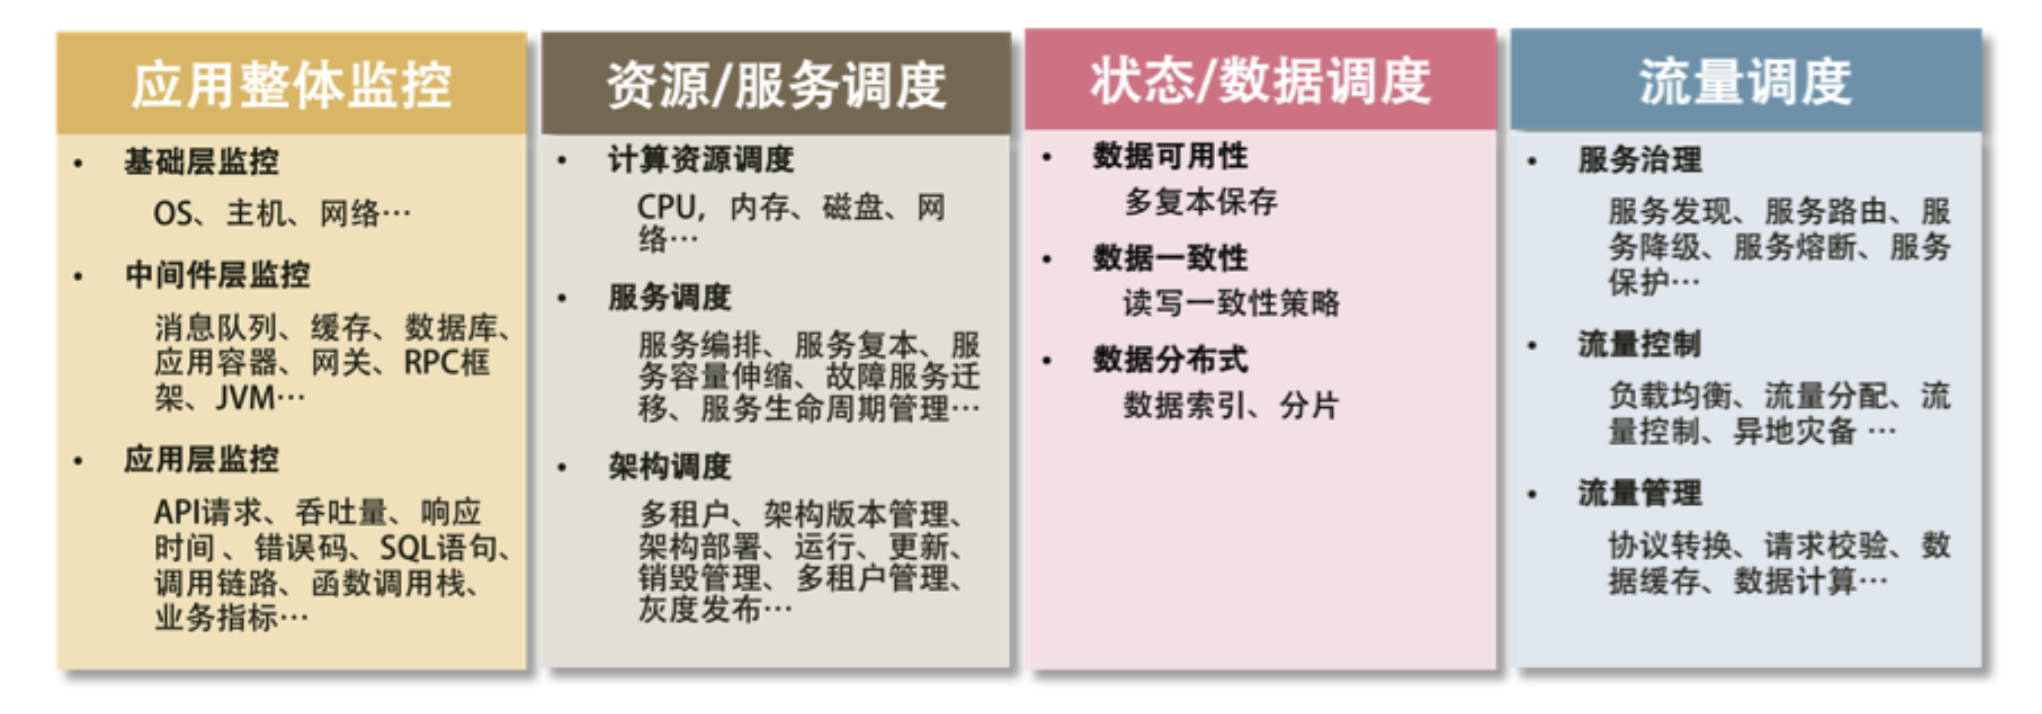 应用整体监控
• 基础层监控
OS、主机、网络…
• 中间件层监控
消息队列、缓存、数据库、
应用容器、网关、RPC框
架、JVM…
• 应用层监控
API请求、吞吐量、响应
时间、错误码、SQL语句、
调用链路、函数调用栈、
业务指标…
资源/服务调度
• 计算资源调度
CPU, 内存、磁盘、网
络…
• 服务调度
服务编排、服务复本、服
务容量伸缩、故障服务迁
移、服务生命周期管理…
• 架构调度
多租户、架构版本管理、
架构部署、运行、更新、
销毁管理、多租户管理、
灰度发布…
状态/数据调度
• 数据可用性
多复本保存
• 数据一致性
读写一致性策略
• 数据分布式
数据索引、分片
流量调度
• 服务治理
服务发现、服务路由、服
务降级、服务熔断、服务
保护…
• 流量控制
负载均衡、流量分配、流
量控制、异地灾备 …
• 流量管理
协议转换、请求校验、数
据缓存、数据计算…